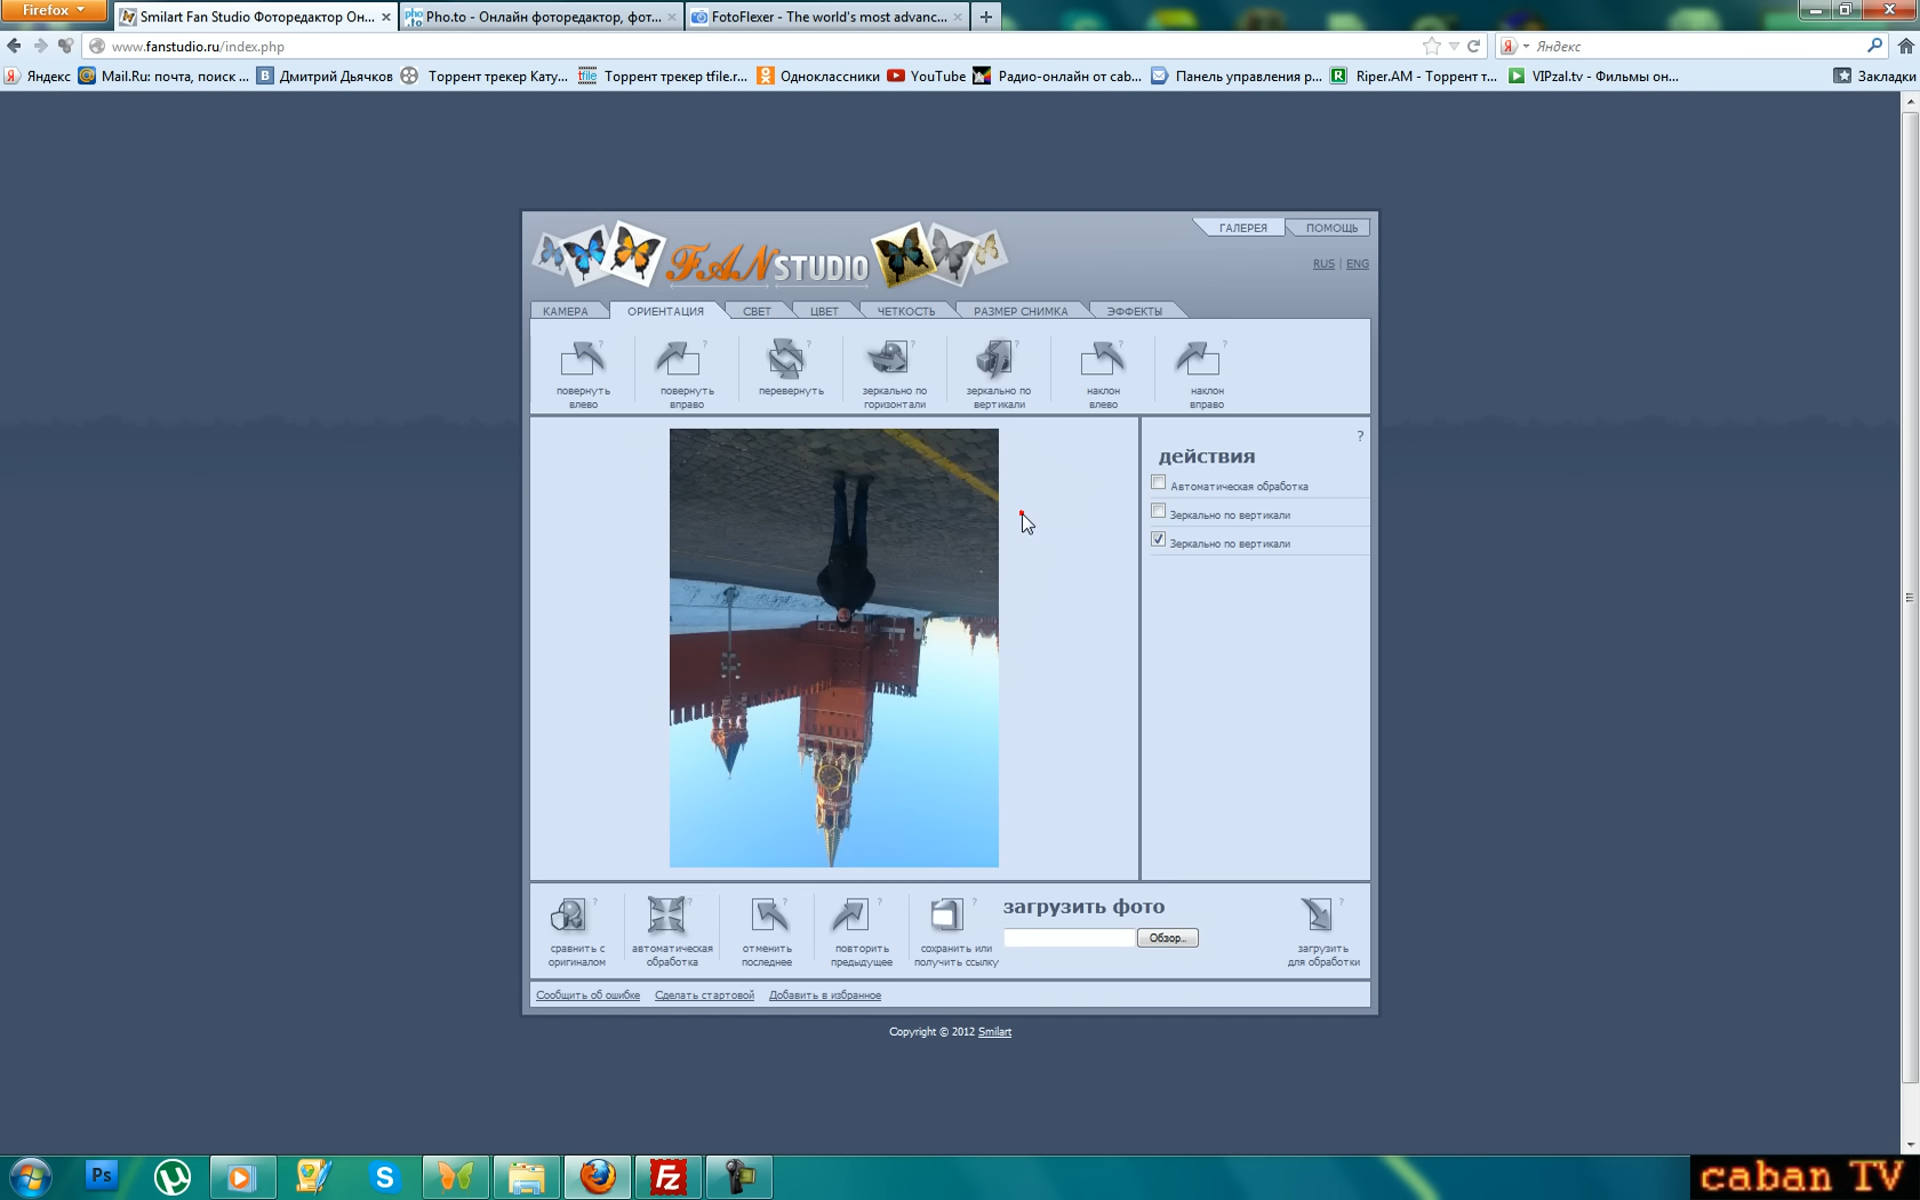 Firefox
Smilart Fan Studio Фоторедактор Он...
Pho.to - Онлайн фоторедактор, фот...
FotoFlexer - The world's most advanc...
www.fanstudio.ru/index.php
Яндекс
Яндекс
Mail.Ru: почта, поиск ...
Дмитрий Дьячков
Торрент трекер Кату...
Торрент трекер tfile.r...
Одноклассники
YouTube
Радио-онлайн от cab...
Панель управления р...
Riper.AM - Торрент т...
VIPzal.tv - Фильмы он...
Закладки
FAN STUDIO
ГАЛЕРЕЯ
ПОМОЩЬ
RUS | ENG
КАМЕРА
ОРИЕНТАЦИЯ
СВЕТ
ЦВЕТ
ЧЕТКОСТЬ
РАЗМЕР СНИМКА
ЭФФЕКТЫ
повернуть
влево
повернуть
вправо
перевернуть
зеркально по
горизонтали
зеркально по
вертикали
наклон
влево
наклон
вправо
?
действия
Автоматическая обработка
Зеркально по вертикали
Зеркально по вертикали
сравнить с
оригиналом
автоматическая
обработка
отменить
последнее
повторить
предыдущее
сохранить или
получить ссылку
загрузить фото
Обзор..
загрузить
для обработки
Сообщить об ошибке
Сделать стартовой
Добавить в избранное
Copyright © 2012 Smilart
Ps
S
Fz
caban TV